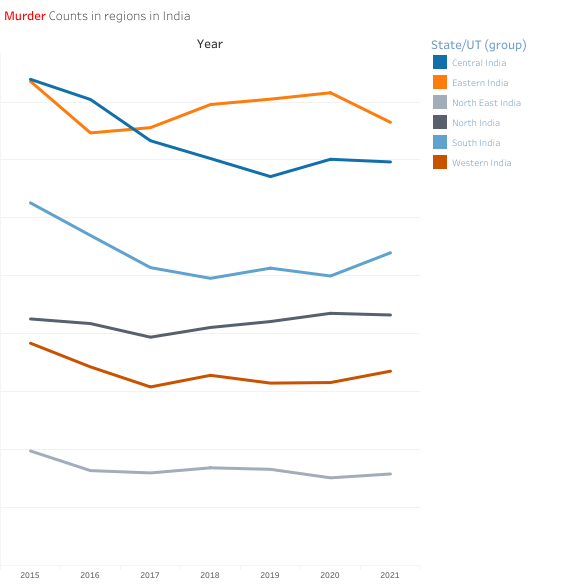 Murder Counts in regions in India
Year
State/UT (group)
Central India
Eastern India
North East India
North India
South India
Western India
2015 2016 2017 2018 2019 2020 2021